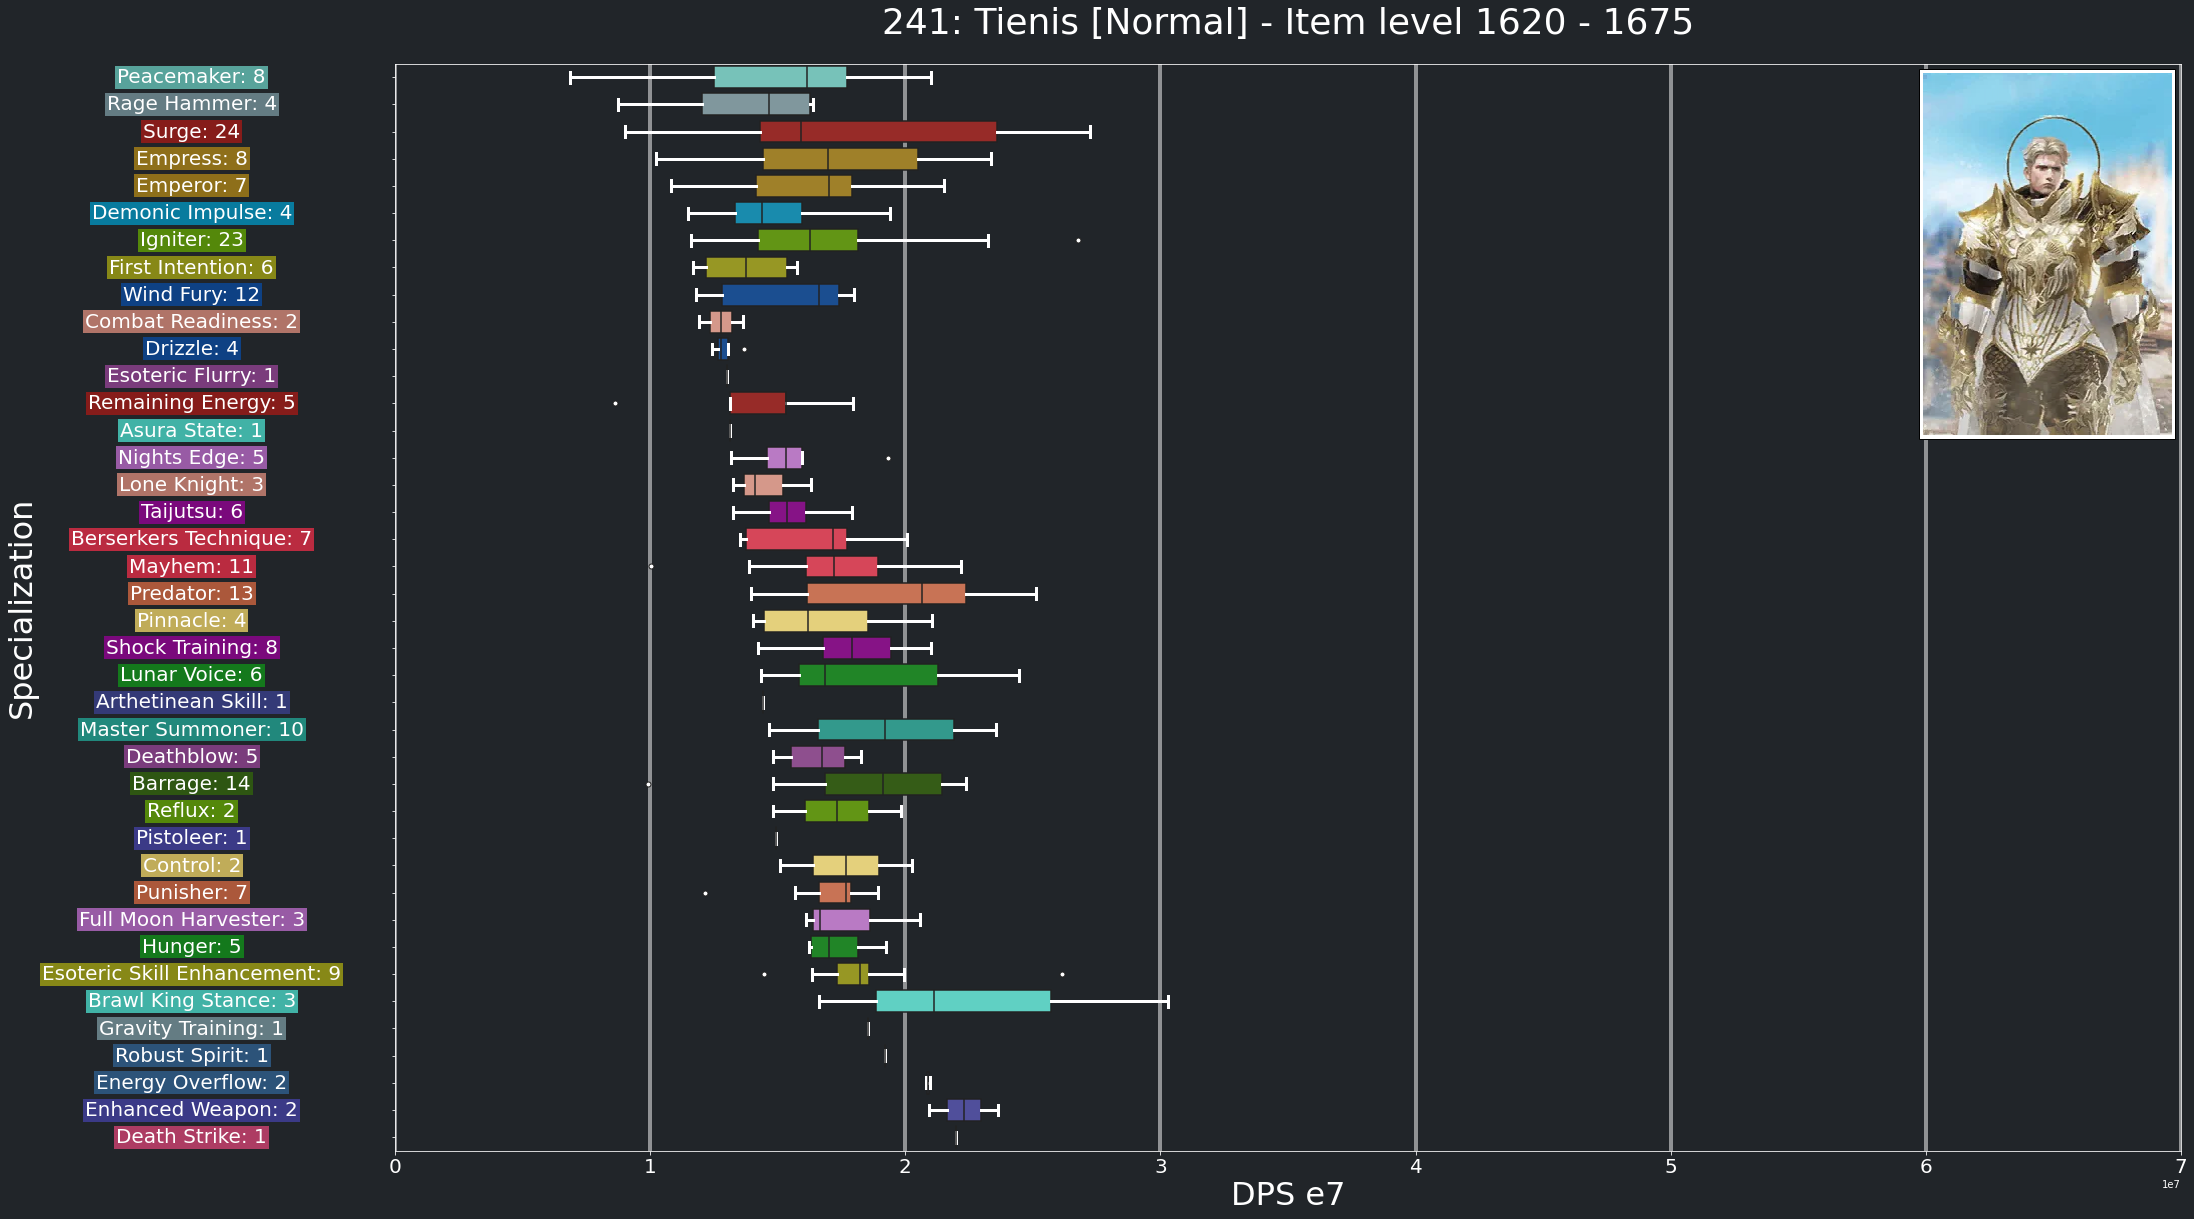 241: Tienis [Normal] - Item level 1620 - 1675
Specialization
Peacemaker: 8
Rage Hammer: 4
Surge: 24
Empress: 8
Emperor: 7
Demonic Impulse: 4
Igniter: 23
First Intention: 6
Wind Fury: 12
Combat Readiness: 2
Drizzle: 4
Esoteric Flurry: 1
Remaining Energy: 5
Asura State: 1
Nights Edge: 5
Lone Knight: 3
Taijutsu: 6
Berserkers Technique: 7
Mayhem: 11
Predator: 13
Pinnacle: 4
Shock Training: 8
Lunar Voice: 6
Arthetinean Skill: 1
Master Summoner: 10
Deathblow: 5
Barrage: 14
Reflux: 2
Pistoleer: 1
Control: 2
Punisher: 7
Full Moon Harvester: 3
Hunger: 5
Esoteric Skill Enhancement: 9
Brawl King Stance: 3
Gravity Training: 1
Robust Spirit: 1
Energy Overflow: 2
Enhanced Weapon: 2
Death Strike: 1
0 1 2 3 4 5 6 7
1e7
DPS e7